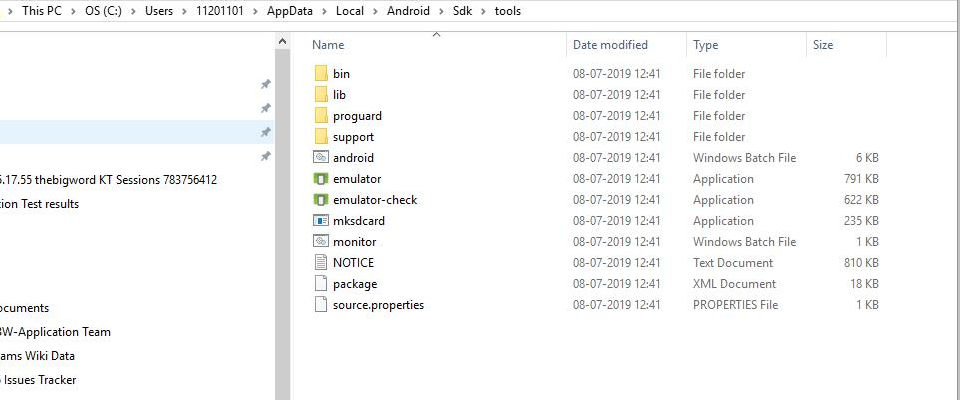 This PC > OS (C:) > Users > 11201101 > AppData > Local > Android > Sdk > tools
Name Date modified Type Size
bin 08-07-2019 12:41 File folder
lib 08-07-2019 12:41 File folder
proguard 08-07-2019 12:41 File folder
support 08-07-2019 12:41 File folder
android 08-07-2019 12:41 Windows Batch File 6 KB
emulator 08-07-2019 12:41 Application 791 KB
emulator-check 08-07-2019 12:41 Application 622 KB
mksdcard 08-07-2019 12:41 Application 235 KB
monitor 08-07-2019 12:41 Windows Batch File 1 KB
NOTICE 08-07-2019 12:41 Text Document 810 KB
package 08-07-2019 12:41 XML Document 18 KB
source.properties 08-07-2019 12:41 PROPERTIES File 1 KB
.17.55 thebigword KT Sessions 783756412
tion Test results
ocuments
W-Application Team
ams Wiki Data
Issues Tracker